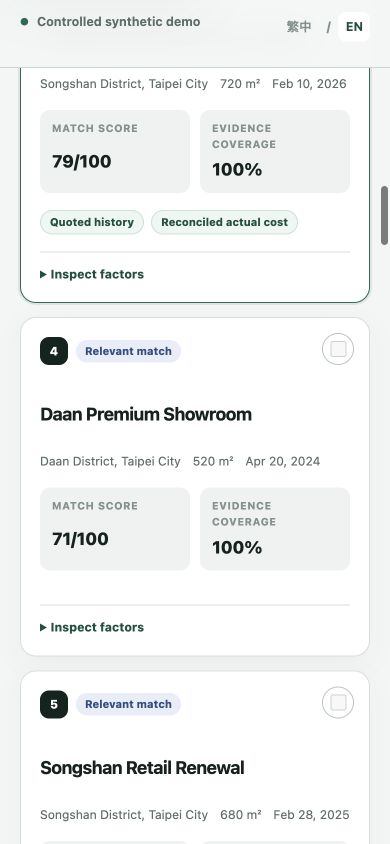 Controlled synthetic demo
繁中 / EN
Songshan District, Taipei City 720 m² Feb 10, 2026
MATCH SCORE
79/100
EVIDENCE
COVERAGE
100%
Quoted history
Reconciled actual cost
Inspect factors
4
Relevant match
Daan Premium Showroom
Daan District, Taipei City 520 m² Apr 20, 2024
MATCH SCORE
71/100
EVIDENCE
COVERAGE
100%
Inspect factors
5
Relevant match
Songshan Retail Renewal
Songshan District, Taipei City 680 m² Feb 28, 2025